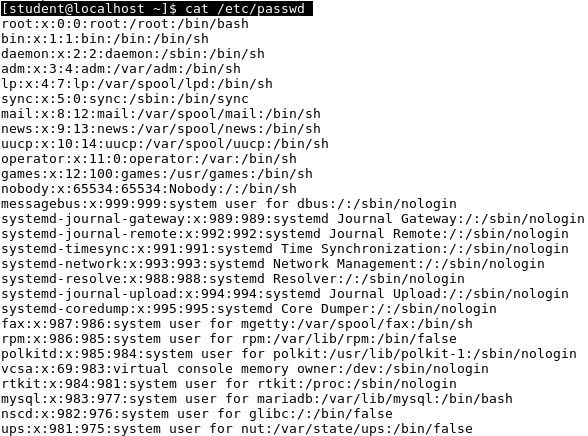 [student@localhost ~]$ cat /etc/passwd
root:x:0:0:root:/root:/bin/bash
bin:x:1:1:bin:/bin:/bin/sh
daemon:x:2:2:daemon:/sbin:/bin/sh
adm:x:3:4:adm:/var/adm:/bin/sh
lp:x:4:7:lp:/var/spool/lpd:/bin/sh
sync:x:5:0:sync:/sbin:/bin/sync
mail:x:8:12:mail:/var/spool/mail:/bin/sh
news:x:9:13:news:/var/spool/news:/bin/sh
uucp:x:10:14:uucp:/var/spool/uucp:/bin/sh
operator:x:11:0:operator:/var:/bin/sh
games:x:12:100:games:/usr/games:/bin/sh
nobody:x:65534:65534:Nobody:/:/bin/sh
messagebus:x:999:999:system user for dbus:/:/sbin/nologin
systemd-journal-gateway:x:989:989:systemd Journal Gateway:/:/sbin/nologin
systemd-journal-remote:x:992:992:systemd Journal Remote:/:/sbin/nologin
systemd-timesync:x:991:991:systemd Time Synchronization:/:/sbin/nologin
systemd-network:x:993:993:systemd Network Management:/:/sbin/nologin
systemd-resolve:x:988:988:systemd Resolver:/:/sbin/nologin
systemd-journal-upload:x:994:994:systemd Journal Upload:/:/sbin/nologin
systemd-coredump:x:995:995:systemd Core Dumper:/:/sbin/nologin
fax:x:987:986:system user for mgetty:/var/spool/fax:/bin/sh
rpm:x:986:985:system user for rpm:/var/lib/rpm:/bin/false
polkitd:x:985:984:system user for polkit:/usr/lib/polkit-1:/sbin/nologin
vcsa:x:69:983:virtual console memory owner:/dev:/sbin/nologin
rtkit:x:984:981:system user for rtkit:/proc:/sbin/nologin
mysql:x:983:977:system user for mariadb:/var/lib/mysql:/bin/bash
nscd:x:982:976:system user for glibc:/:/bin/false
ups:x:981:975:system user for nut:/var/state/ups:/bin/false